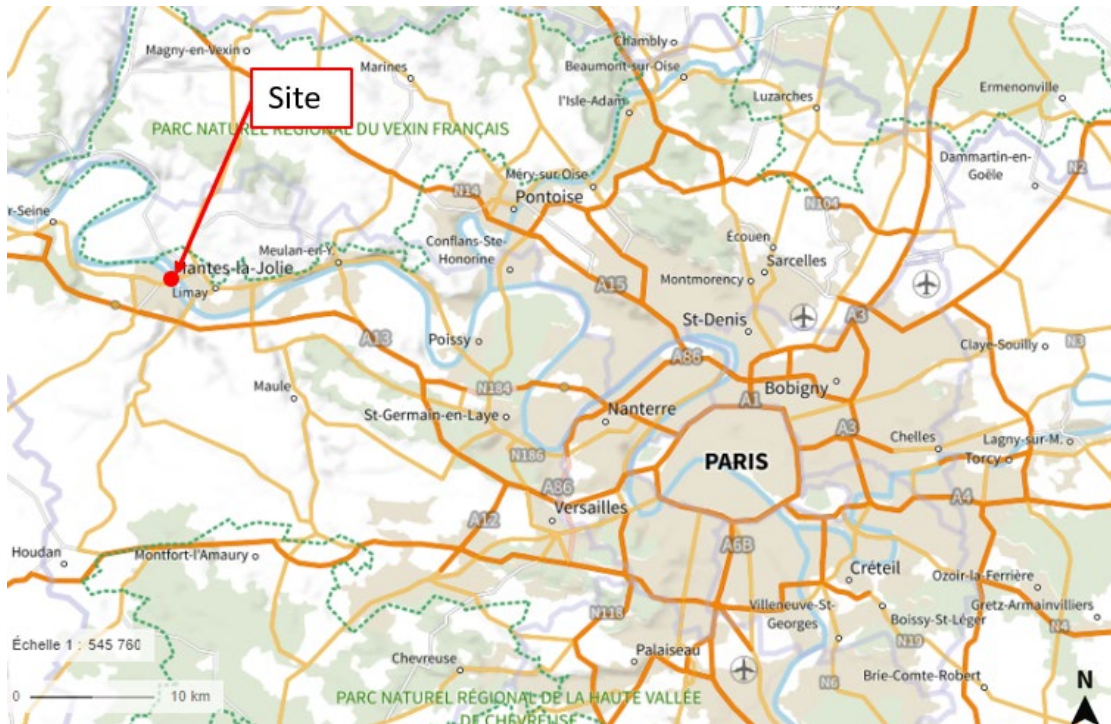 Chambly
Magny-en-Vexin
Marines
Beaumont-sur-Oise
Site
Luzarches
Ermenonville
l'Isle-Adam
PARC NATUREL RÉGIONAL DU VEXIN FRANÇAIS
Dammartin-en-
Goële
N2
Méry-sur-Oise
N14
Pontoise
N104
r-Seine
Écouen
Sarcelles
Meulan-en-Y.
Conflans-Ste-
Honorine
Mantes-la-Jolie
Montmorency
A15
Limay
St-Denis
A3
A13
Poissy
A86
Claye-Souilly
N3
Maule
N184
Bobigny
A1
St-Germain-en-Laye
Nanterre
A3
Chelles
Lagny-sur-M.
N186
PARIS
Torcy
A86
A4
Versailles
A12
A6B
Houdan
Montfort-l'Amaury
Créteil
Ozoir-la-Ferrière
N118
Villeneuve-St-
Georges
Gretz-Armainvilliers
Boissy-St-Léger
N4
Échelle 1 : 545 760
N19
Palaiseau
Chevreuse
Brie-Comte-Robert
N6
N
0
10 km
PARC NATUREL RÉGIONAL DE LA HAUTE VALLÉE
DE CHEVREUSE